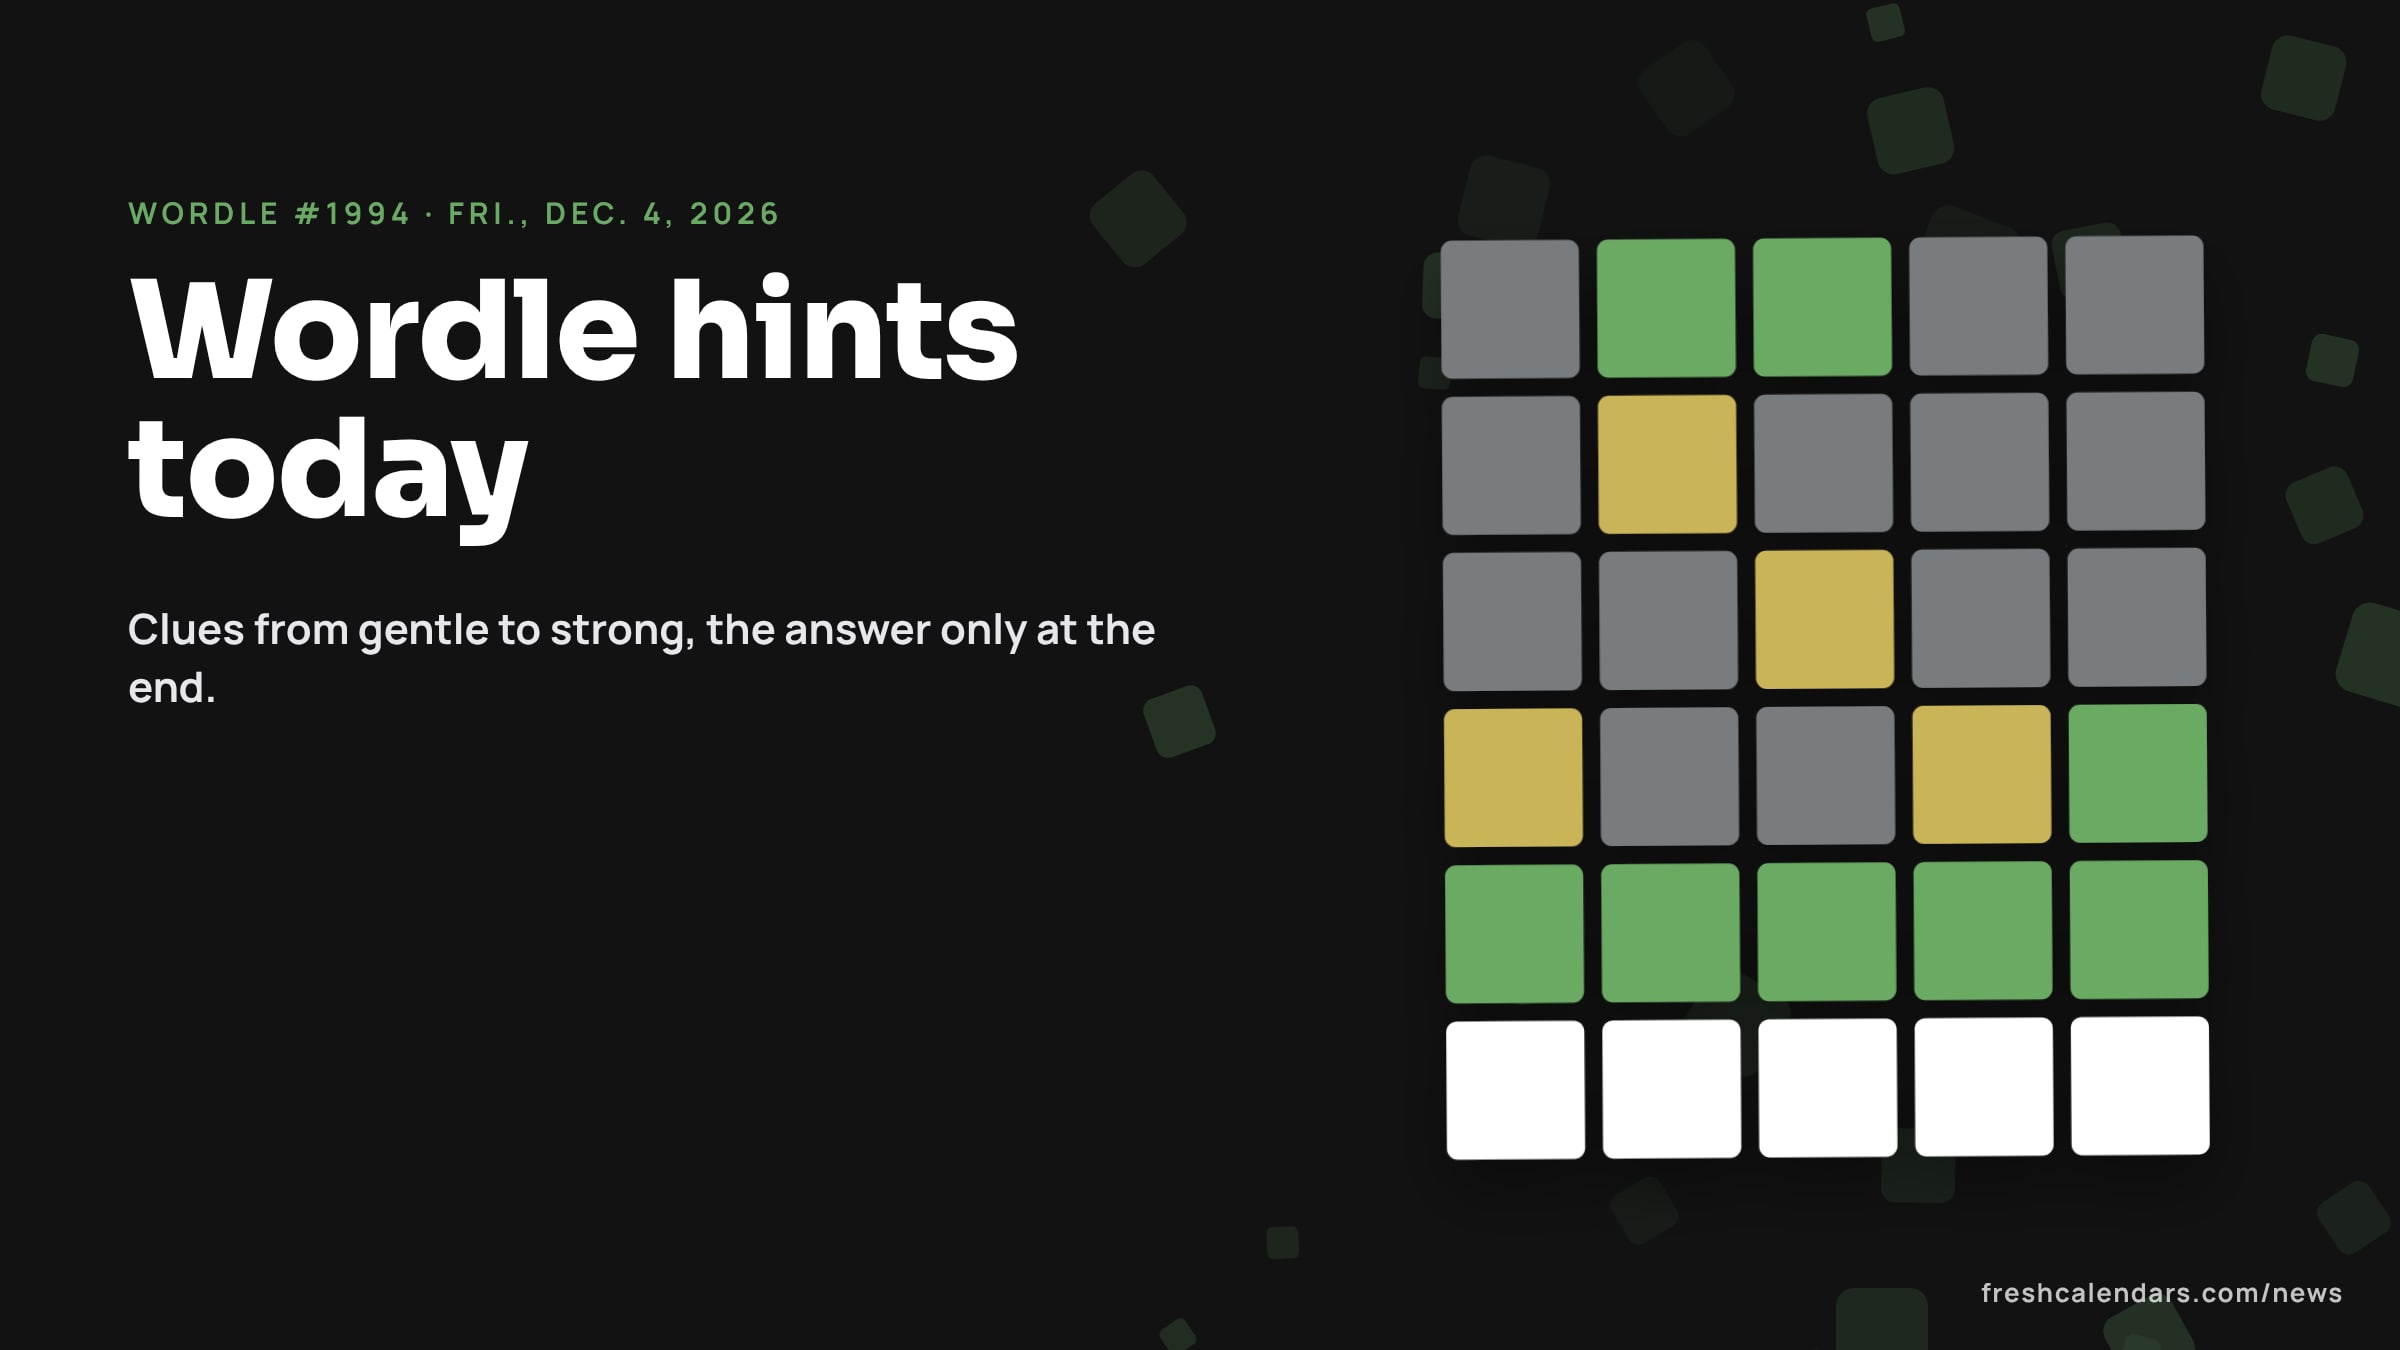 WORDLE #1994 · FRI., DEC. 4, 2026
Wordle hints
today
Clues from gentle to strong, the answer only at the
end.
freshcalendars.com/news